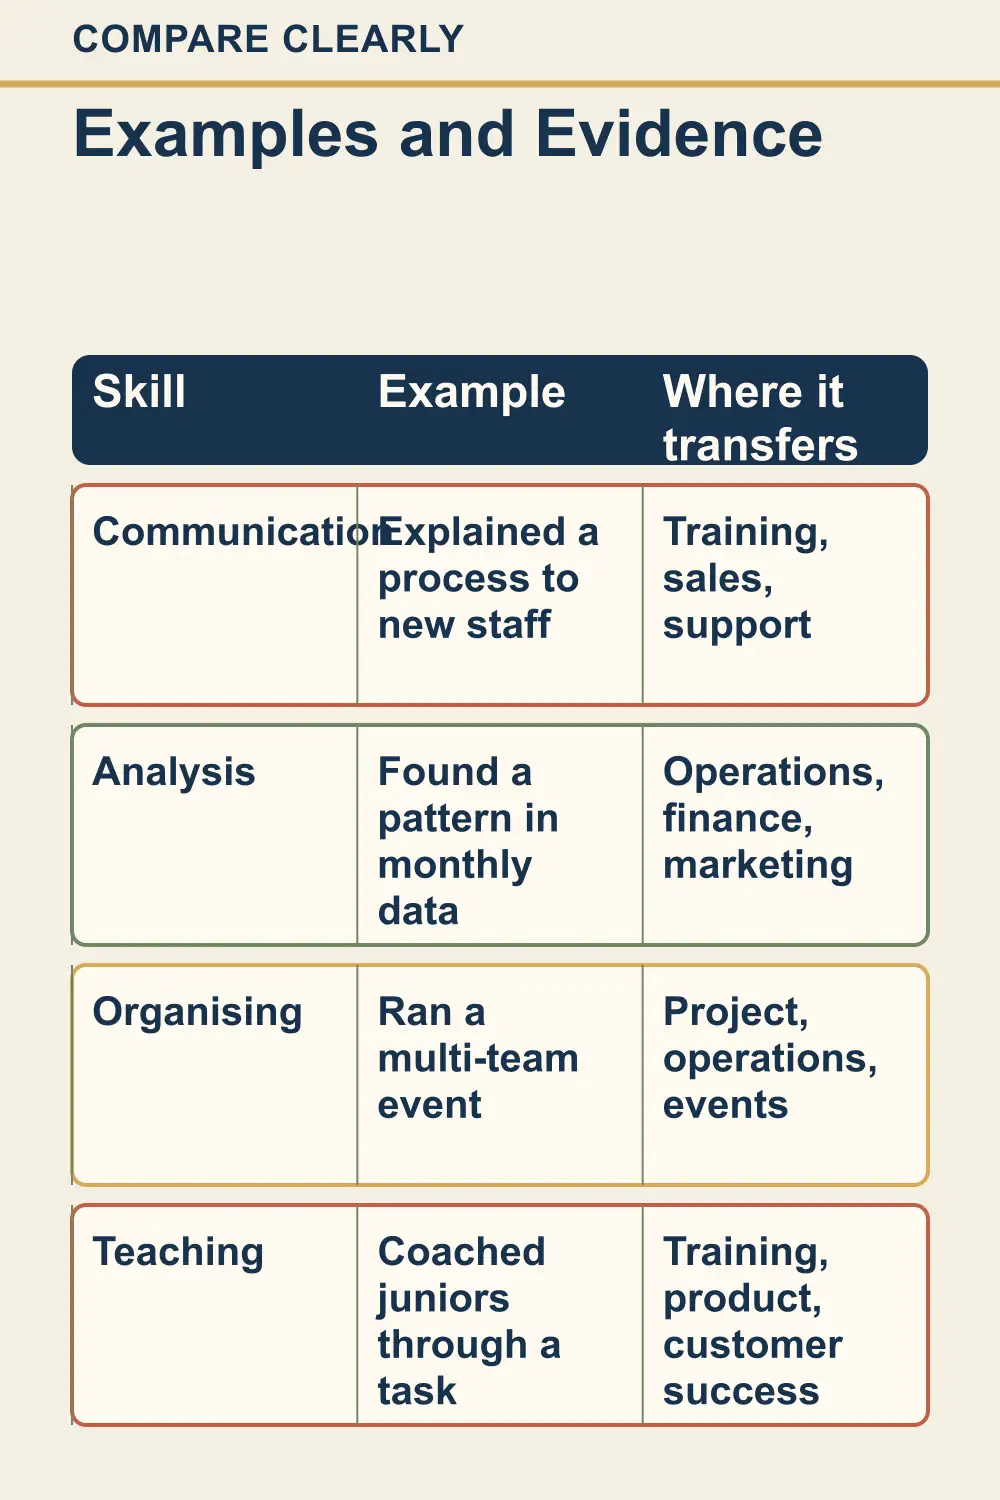 COMPARE CLEARLY
Examples and Evidence
Skill
Example
Where it
transfers
Communication
Explained a
process to
new staff
Training,
sales,
support
Analysis
Found a
pattern in
monthly
data
Operations,
finance,
marketing
Organising
Ran a
multi-team
event
Project,
operations,
events
Teaching
Coached
juniors
through a
task
Training,
product,
customer
success